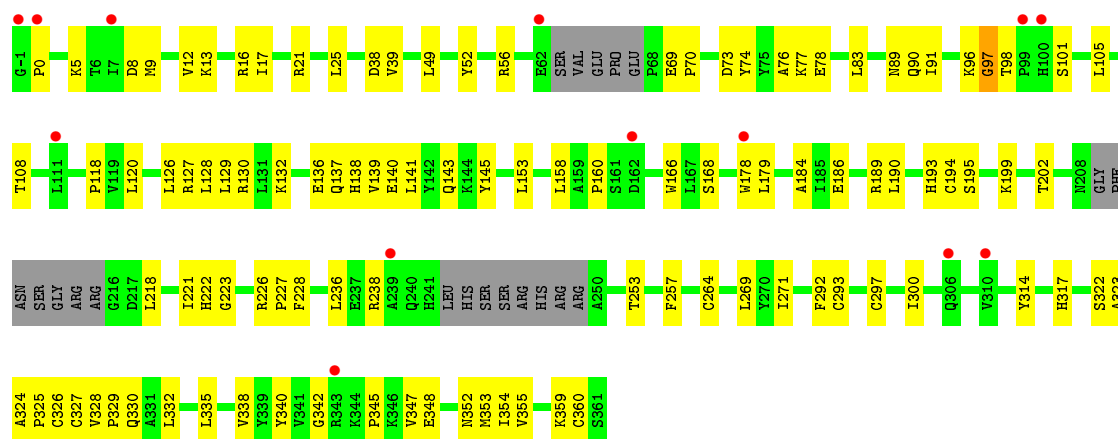 G-1 P0 K5 T6 I7 D8 M9 V12 K13 R16 I17 R21 L25 D38 V39 L49 Y52 R56 E62 SER VAL GLU PRO GLU P68 E69 P70 D73 Y74 Y75 A76 K77 E78 L83 N89 Q90 I91 K96 G97 T98 P99 H100 S101 L105
T108 L111 P118 V119 L120 L126 R127 L128 L129 R130 L131 K132 E136 Q137 H138 V139 E140 L141 Y142 Q143 K144 Y145 L153 L158 A159 P160 S161 D162 W166 L167 S168 W178 L179 A184 I185 E186 R189 L190 H193 C194 S195 K199 T202 N208 GLY PHE
ASN SER GLY ARG ARG G216 D217 L218 I221 H222 G223 R226 P227 F228 L236 E237 R238 A239 Q240 H241 LEU HIS SER SER ARG HIS ARG ARG A250 T253 F257 C264 L269 Y270 I271 F292 C293 C297 I300 Q306 V310 Y314 H317 S322 A323
A324 P325 C326 C327 V328 P329 Q330 A331 L332 L335 V338 Y339 Y340 V341 G342 R343 K344 P345 K346 V347 E348 N352 M353 I354 V355 K359 C360 S361